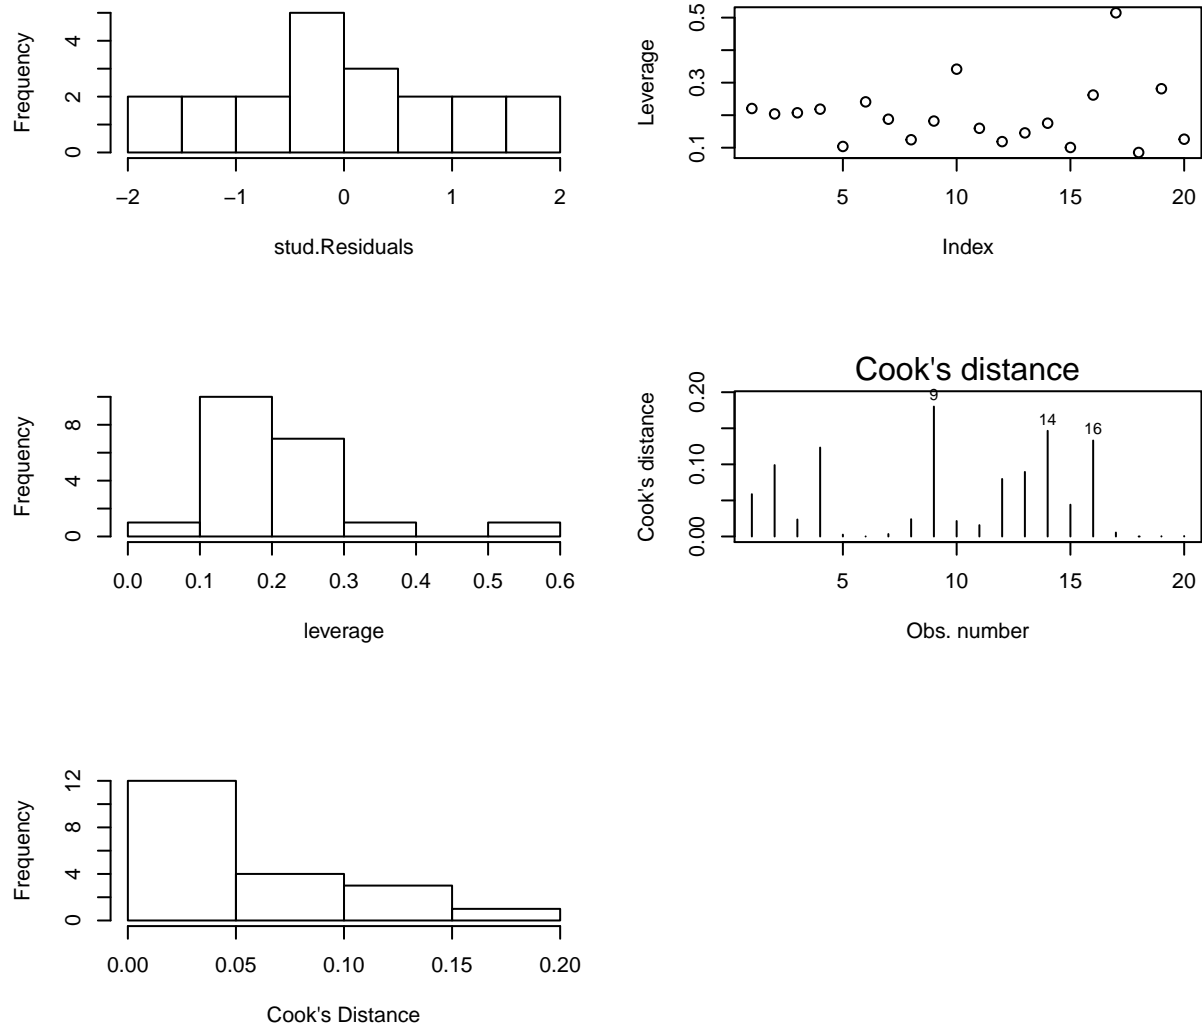 Frequency
0 2 4
−2 −1 0 1 2
stud.Residuals
Leverage
0.1 0.3 0.5
5 10 15 20
Index
Frequency
0 4 8
0.0 0.1 0.2 0.3 0.4 0.5 0.6
leverage
Cook's distance
Cook's distance
0.00 0.10 0.20
9
14
16
5 10 15 20
Obs. number
Frequency
0 4 8 12
0.00 0.05 0.10 0.15 0.20
Cook's Distance